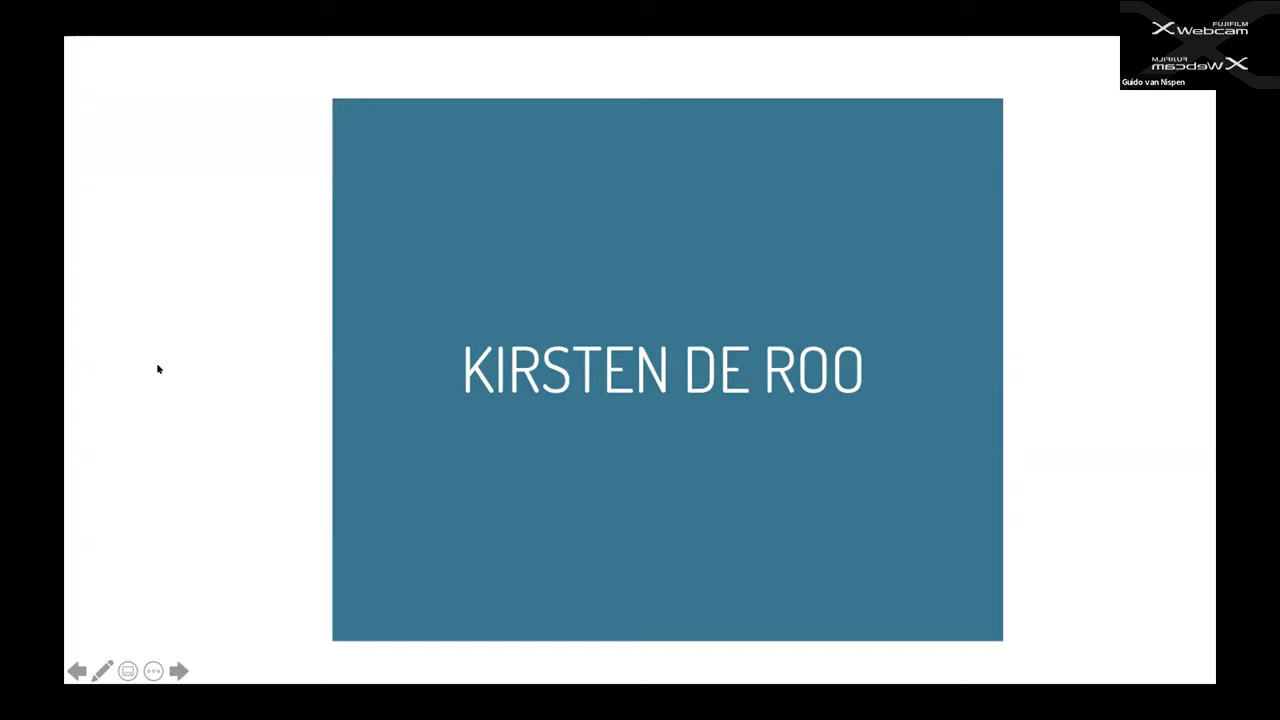 FUJIFILM
X Webcam
FUJIFILM
X Webcam
Guido van Nispen
KIRSTEN DE ROO